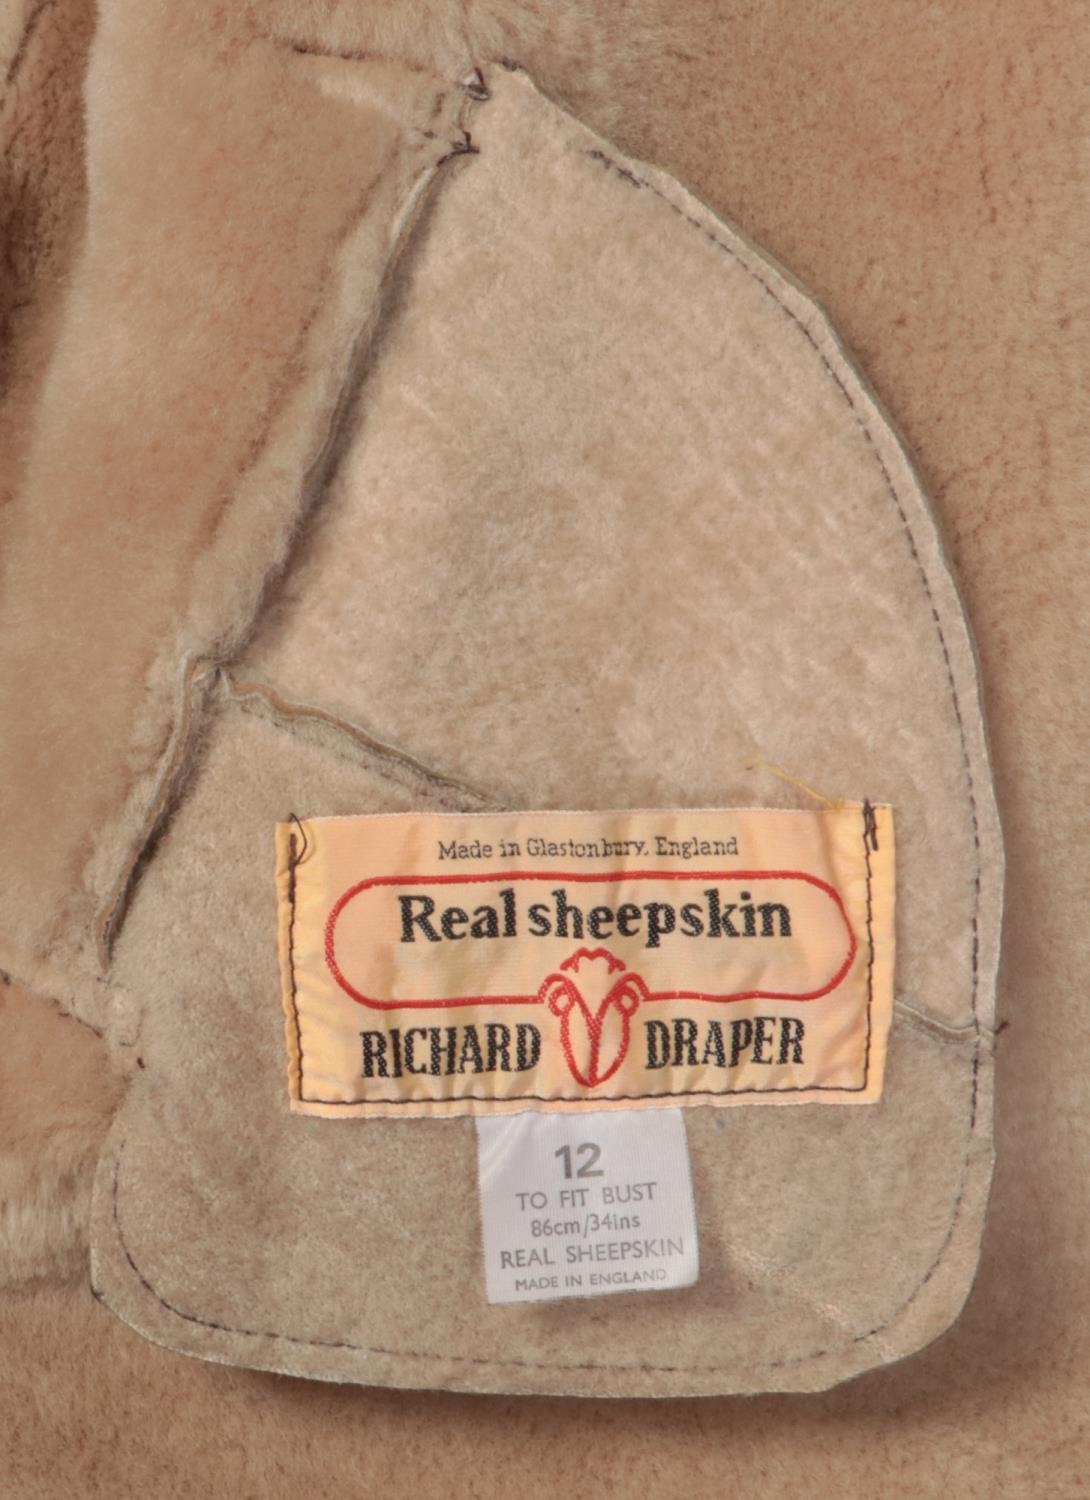 Made in Glastonbury, England
Real sheepskin
RICHARD DRAPER
12
TO FIT BUST
86cm/34ins
REAL SHEEPSKIN
MADE IN ENGLAND